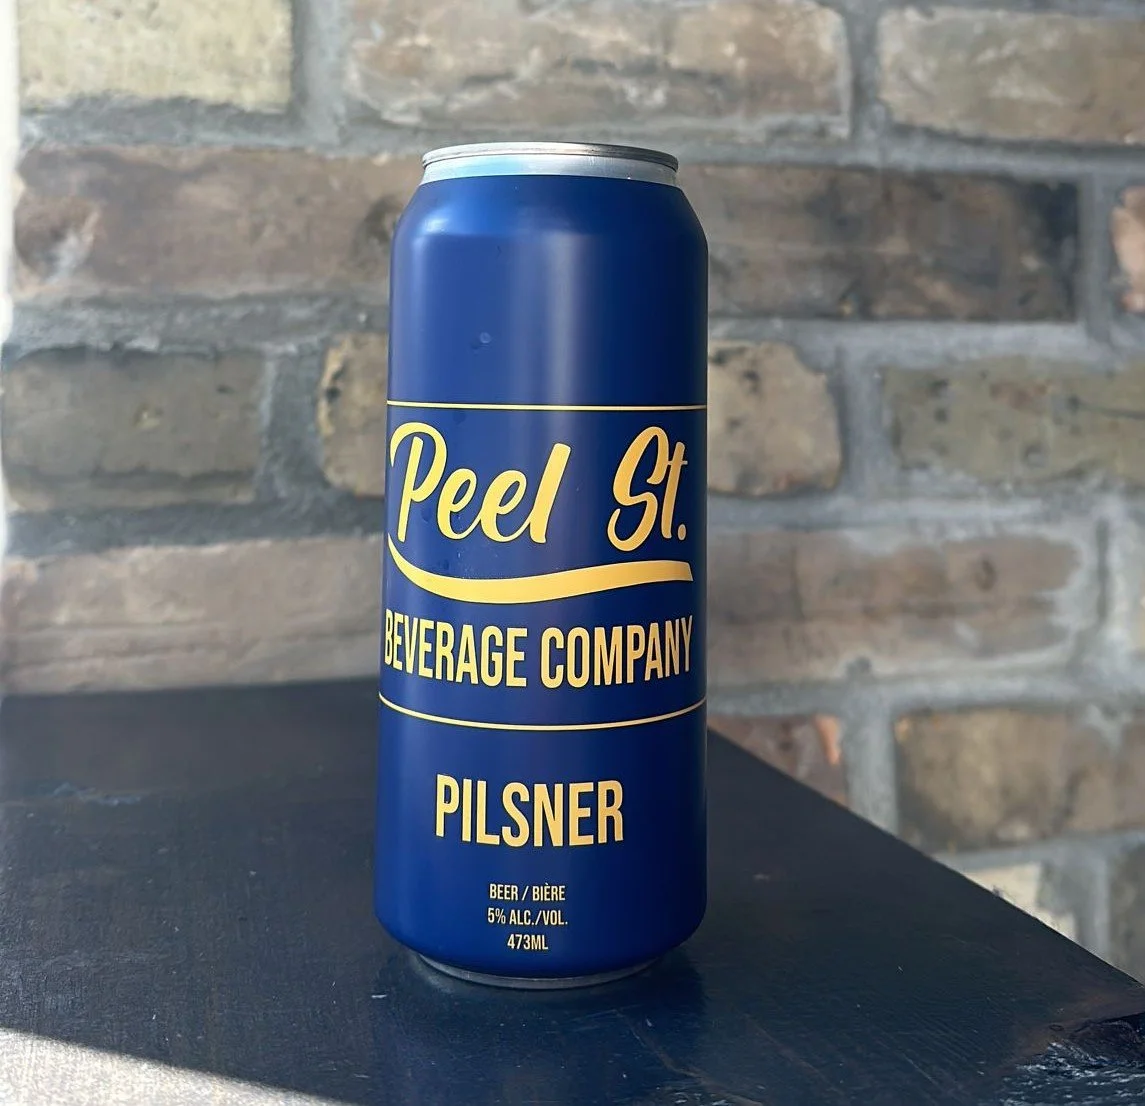 Peel St.
BEVERAGE COMPANY
PILSNER
BEER / BIÈRE
5% ALC./VOL.
473ML